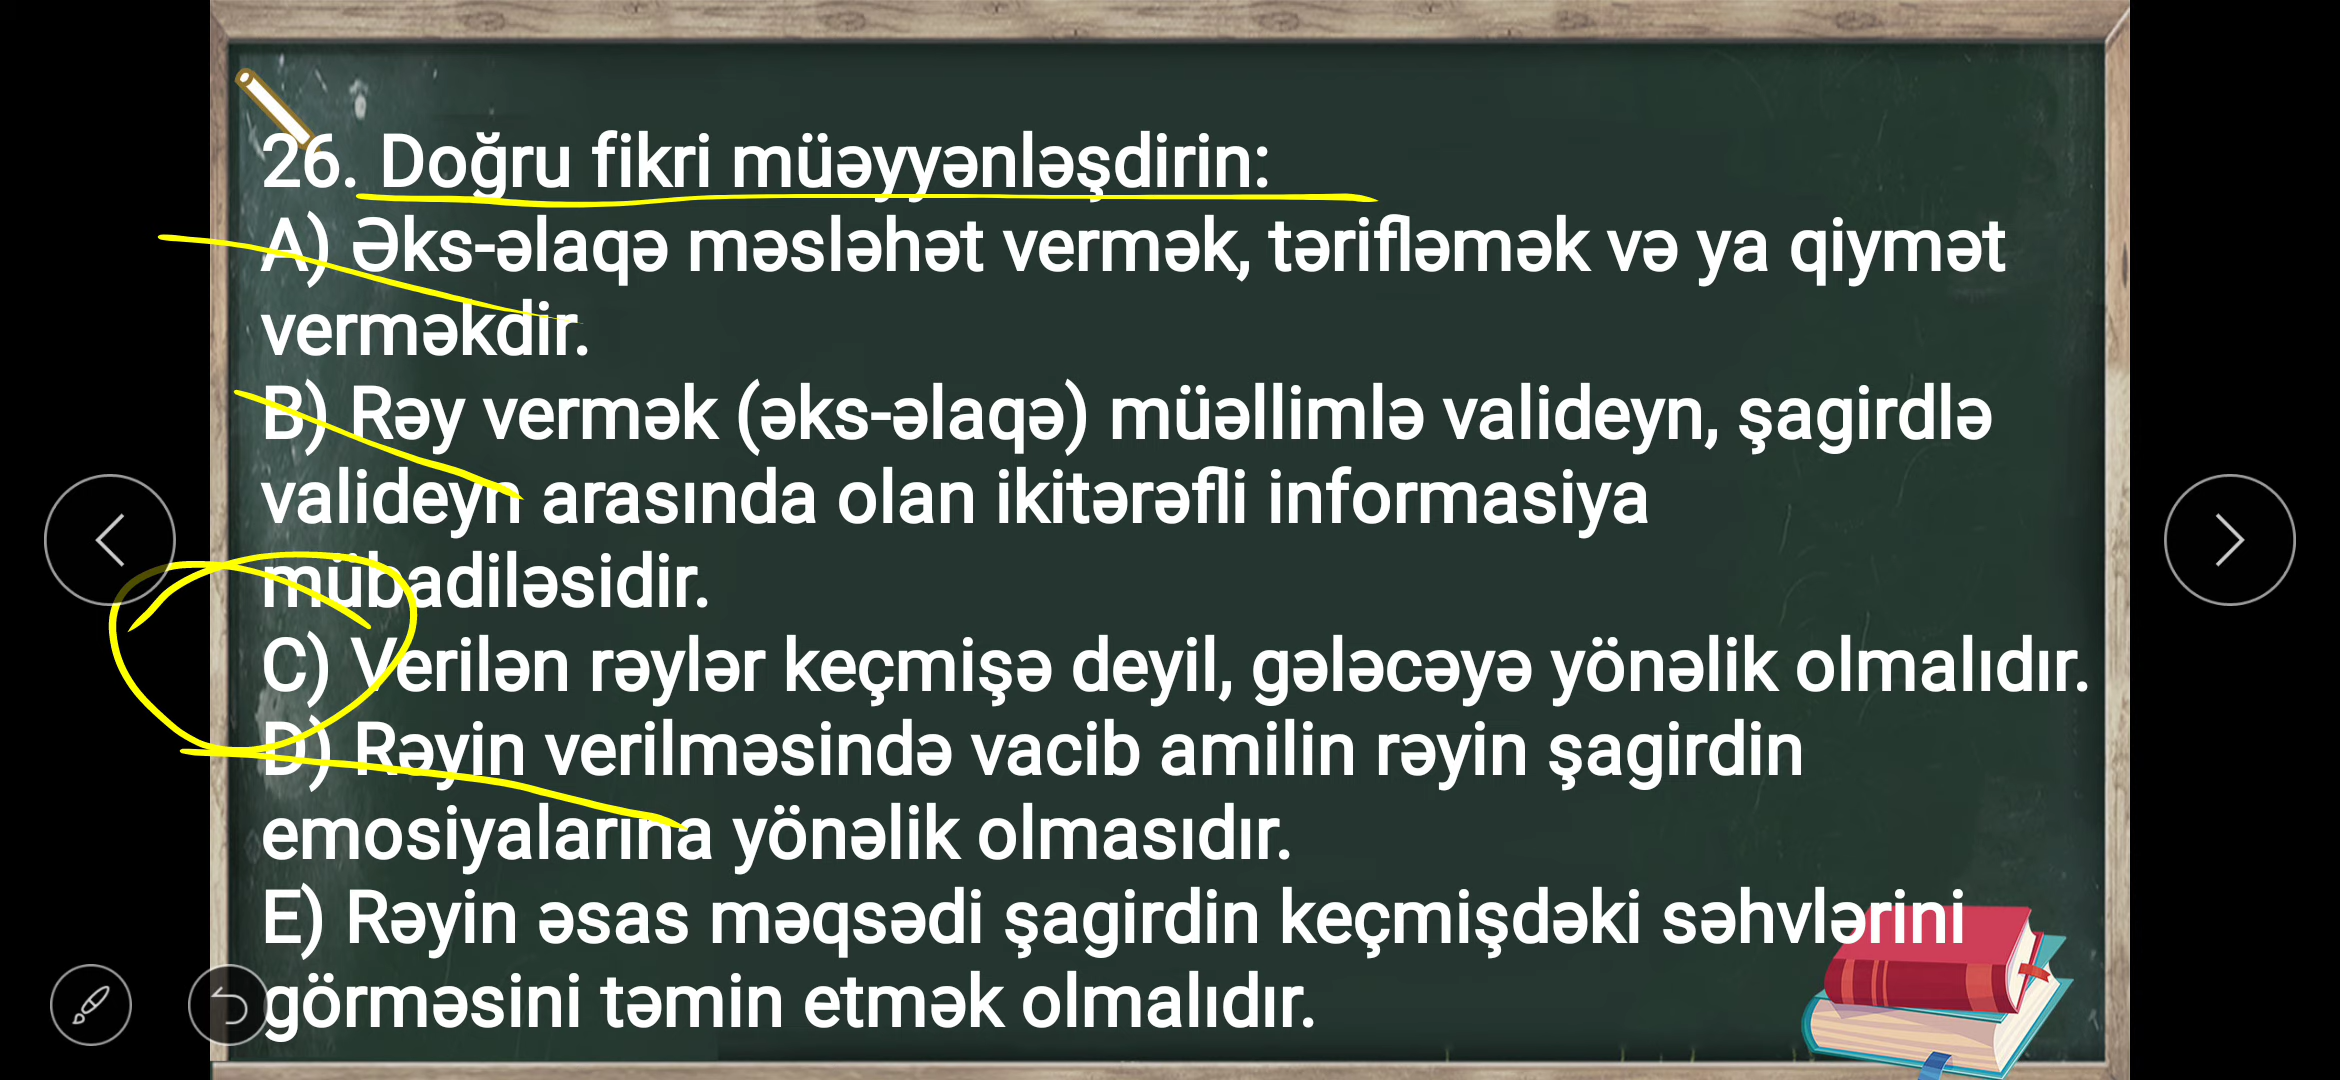 26. Doğru fikri müəyyənləşdirin:
A) Əks-əlaqə məsləhət vermək, tərifləmək və ya qiymət
verməkdir.
B) Rəy vermək (əks-əlaqə) müəllimlə valideyn, şagirdlə
valideyn arasında olan ikitərəfli informasiya
mübadiləsidir.
C) Verilən rəylər keçmişə deyil, gələcəyə yönəlik olmalıdır.
D) Rəyin verilməsində vacib amilin rəyin şagirdin
emosiyalarına yönəlik olmasıdır.
E) Rəyin əsas məqsədi şagirdin keçmişdəki səhvlərini
görməsini təmin etmək olmalıdır.